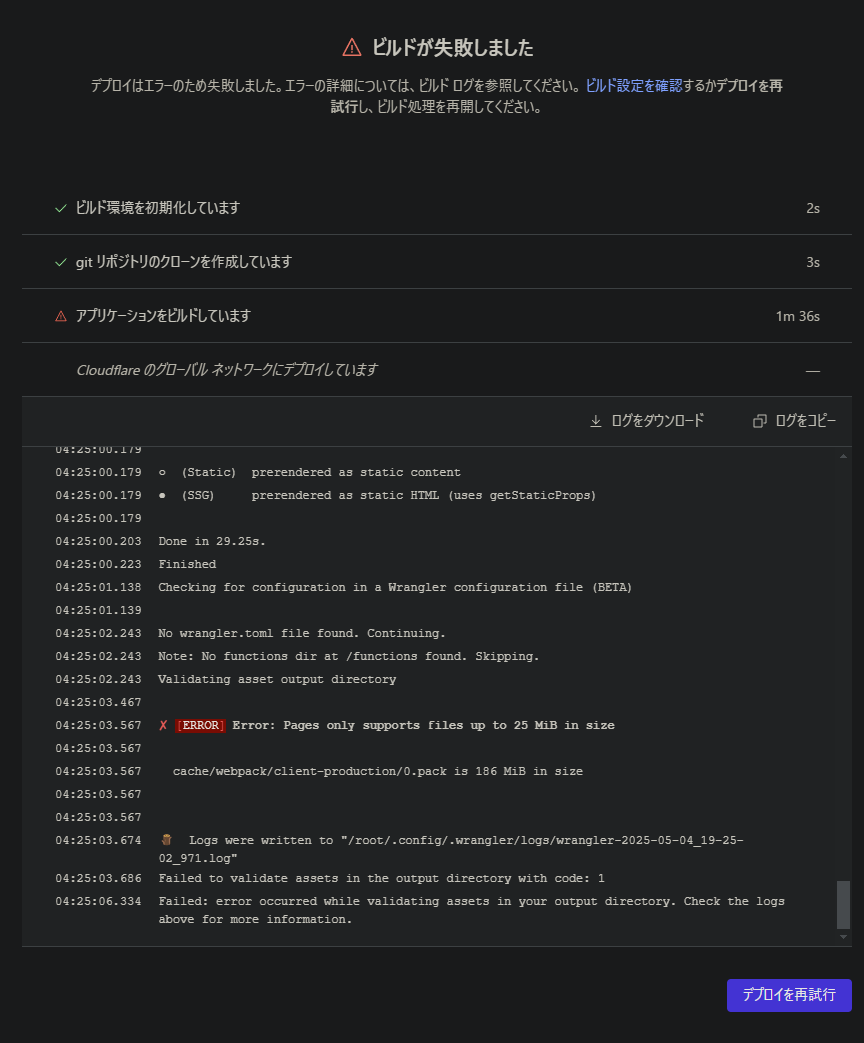 ビルドが失敗しました
デプロイはエラーのため失敗しました。エラーの詳細については、ビルド ログを参照してください。 ビルド設定を確認するかデプロイを再
試行し、ビルド処理を再開してください。
ビルド環境を初期化しています 2s
git リポジトリのクローンを作成しています 3s
アプリケーションをビルドしています 1m 36s
Cloudflare のグローバル ネットワークにデプロイしています —
ログをダウンロード ログをコピー
04:25:00.179
04:25:00.179 ○ (Static) prerendered as static content
04:25:00.179 ● (SSG) prerendered as static HTML (uses getStaticProps)
04:25:00.179
04:25:00.203 Done in 29.25s.
04:25:00.223 Finished
04:25:01.138 Checking for configuration in a Wrangler configuration file (BETA)
04:25:01.139
04:25:02.243 No wrangler.toml file found. Continuing.
04:25:02.243 Note: No functions dir at /functions found. Skipping.
04:25:02.243 Validating asset output directory
04:25:03.467
04:25:03.567 ✘ [ERROR] Error: Pages only supports files up to 25 MiB in size
04:25:03.567
04:25:03.567 cache/webpack/client-production/0.pack is 186 MiB in size
04:25:03.567
04:25:03.567
04:25:03.674 🪵 Logs were written to "/root/.config/.wrangler/logs/wrangler-2025-05-04_19-25-
02_971.log"
04:25:03.686 Failed to validate assets in the output directory with code: 1
04:25:06.334 Failed: error occurred while validating assets in your output directory. Check the logs
above for more information.
デプロイを再試行